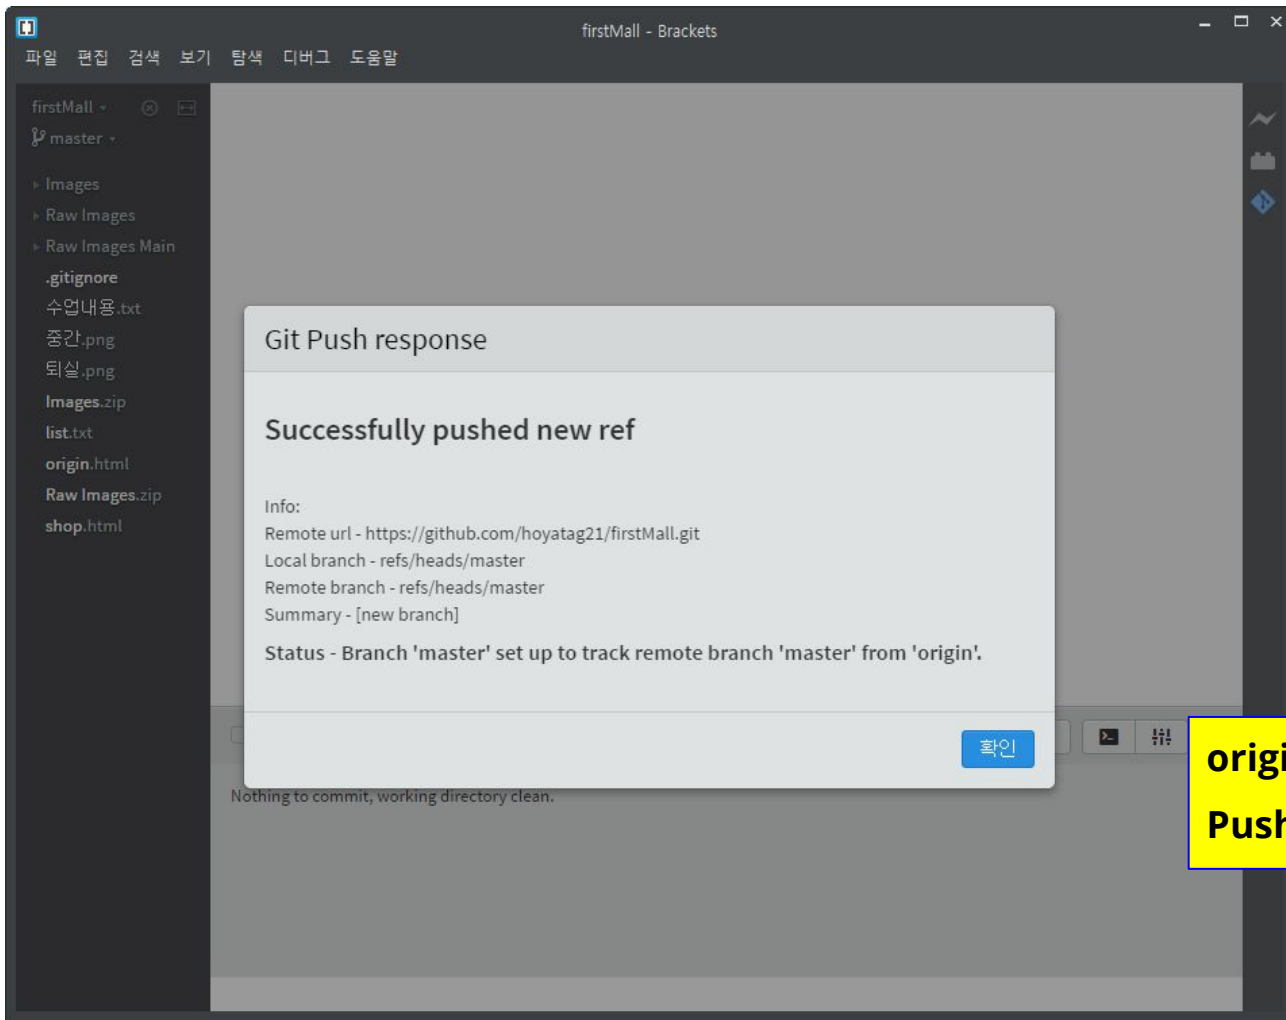 firstMall - Brackets
파일 편집 검색 보기 탐색 디버그 도움말
firstMall
master
Images
Raw Images
Raw Images Main
.gitignore
수업내용.txt
중간.png
퇴실.png
Images.zip
list.txt
origin.html
Raw Images.zip
shop.html
Git Push response
Successfully pushed new ref
Info:
Remote url - https://github.com/hoyatag21/firstMall.git
Local branch - refs/heads/master
Remote branch - refs/heads/master
Summary - [new branch]
Status - Branch 'master' set up to track remote branch 'master' from 'origin'.
확인
Nothing to commit, working directory clean.
Push